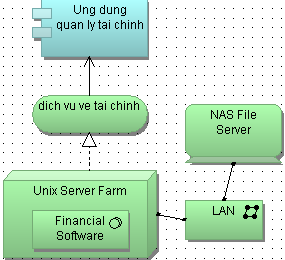 Ung dung
quan ly tai chinh
dich vu ve tai chinh
NAS File
Server
Unix Server Farm
Financial
Software
LAN